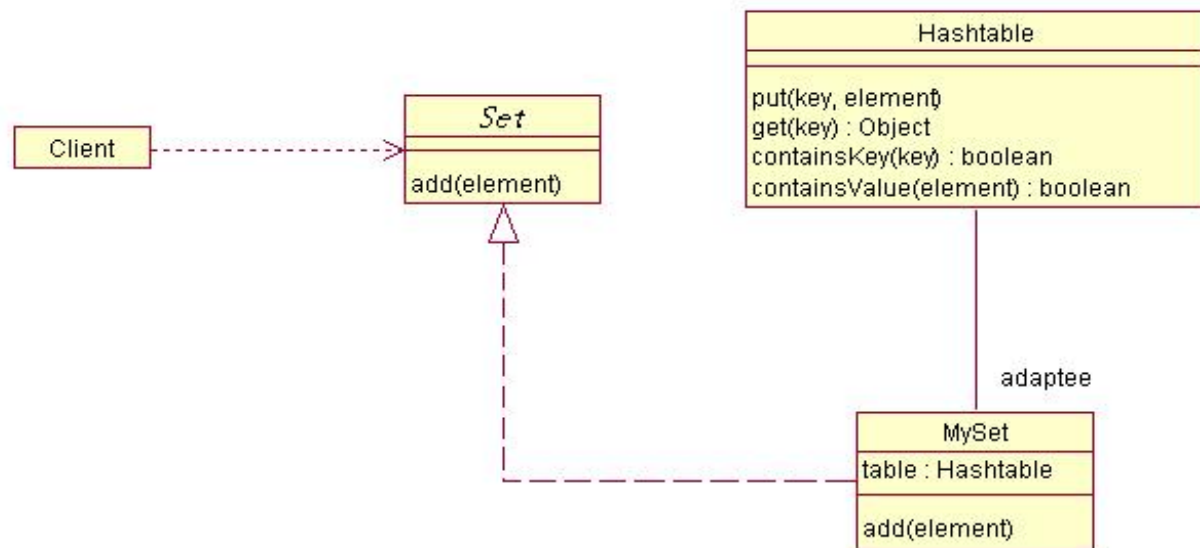 Client
Set
add(element)
Hashtable
put(key, element)
get(key) : Object
containsKey(key) : boolean
containsValue(element) : boolean
adaptee
MySet
table : Hashtable
add(element)